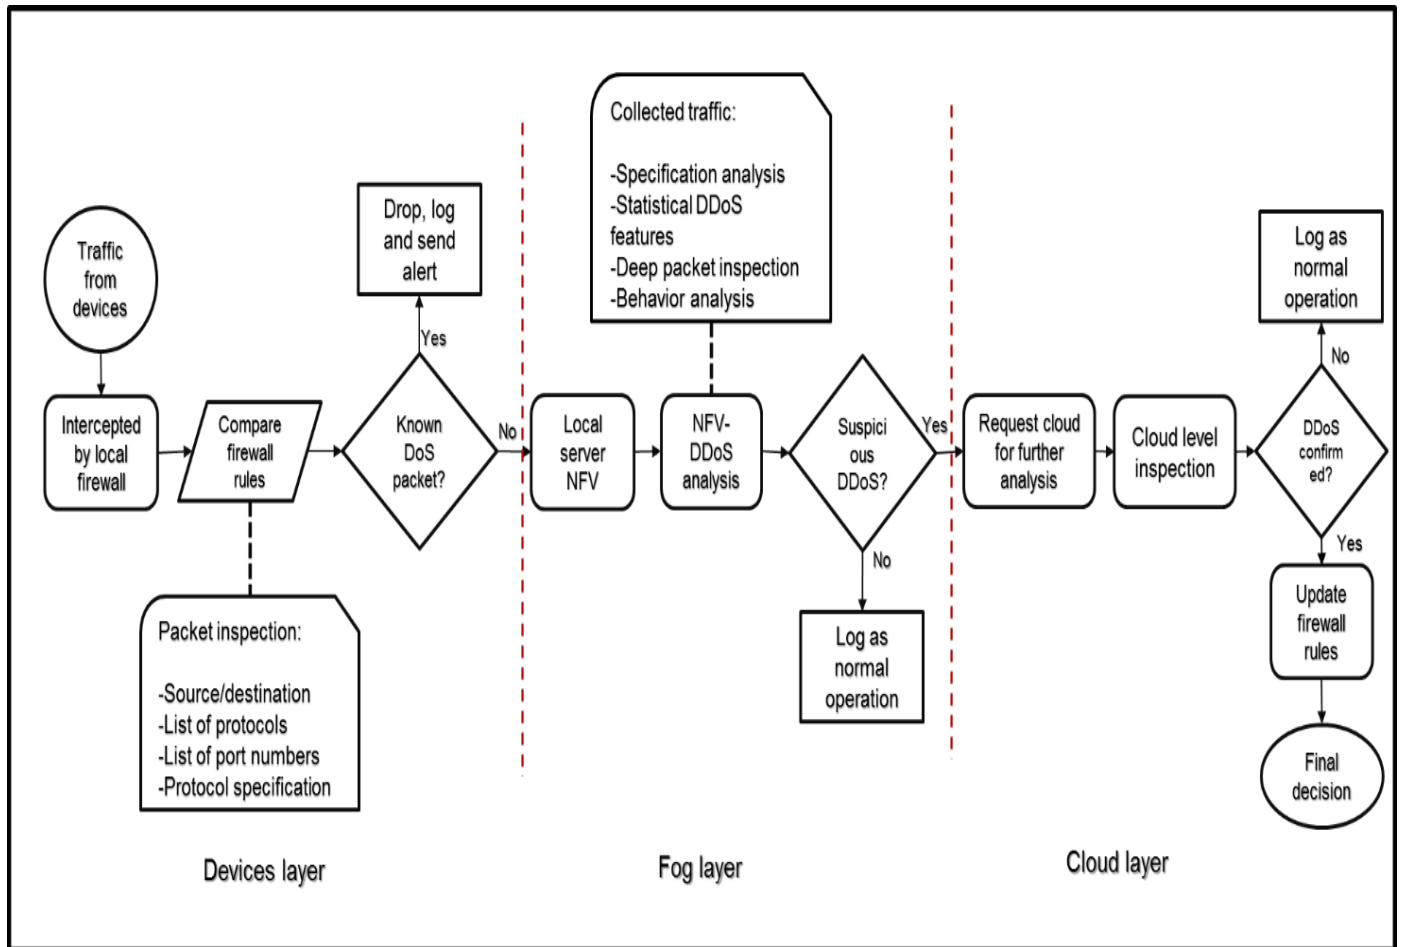 Traffic
from
devices
Intercepted
by local
firewall
Compare
firewall
rules
Packet inspection:
-Source/destination
-List of protocols
-List of port numbers
-Protocol specification
Known
DoS
packet?
Yes
Drop, log
and send
alert
No
Devices layer
Local
server
NFV
NFV-
DDoS
analysis
Collected traffic:
-Specification analysis
-Statistical DDoS
features
-Deep packet inspection
-Behavior analysis
Suspici
ous
DDoS?
No
Log as
normal
operation
Yes
Fog layer
Request cloud
for further
analysis
Cloud level
inspection
DDoS
confirm
ed?
No
Log as
normal
operation
Yes
Update
firewall
rules
Final
decision
Cloud layer